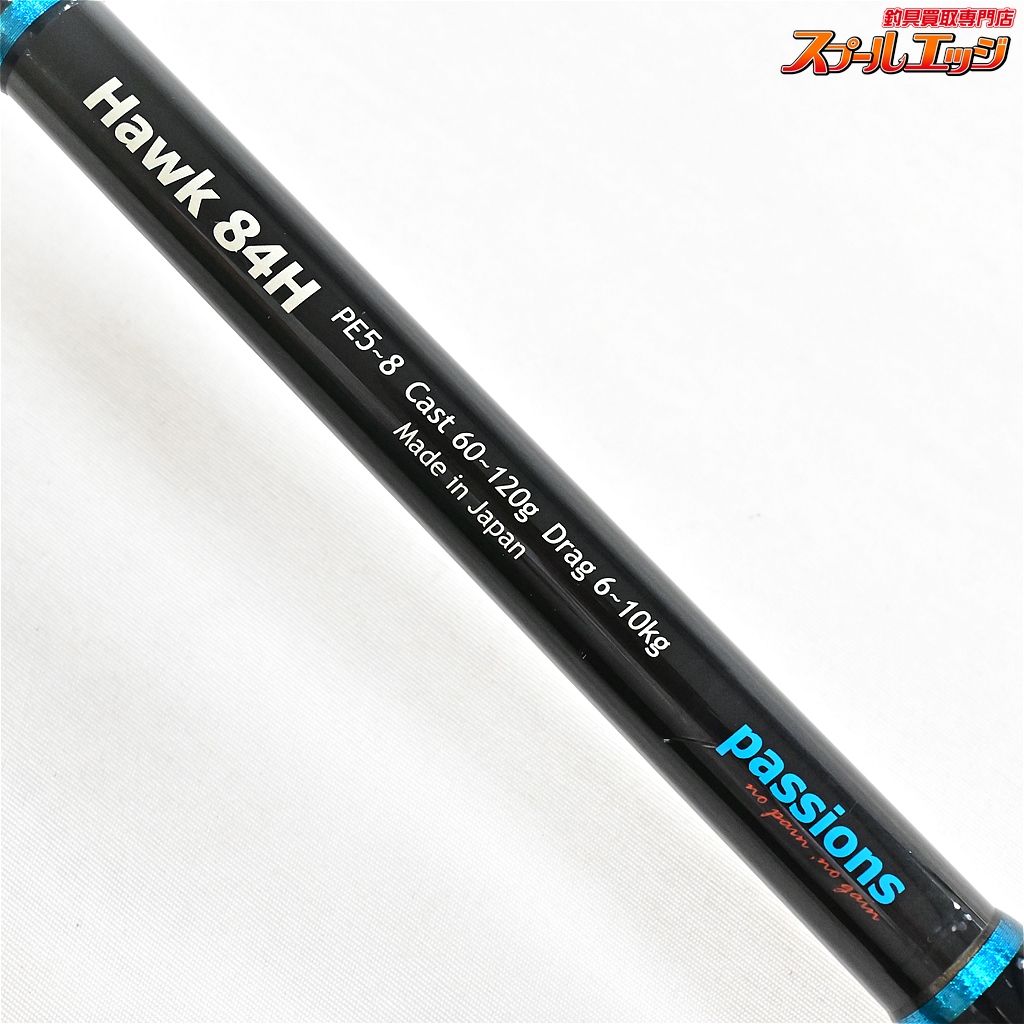 釣具買取専門店
スプールエッジ
Hawk 84H
PE5~8 Cast 60~120g Drag 6~10kg
Made in Japan
passions
no pain ,no gain